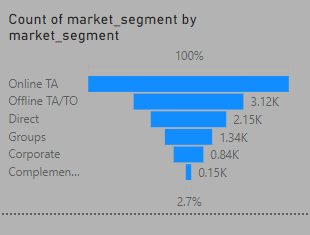 Count of market_segment by
market_segment
100%
Online TA
Offline TA/TO 3.12K
Direct 2.15K
Groups 1.34K
Corporate 0.84K
Complemen... 0.15K
2.7%